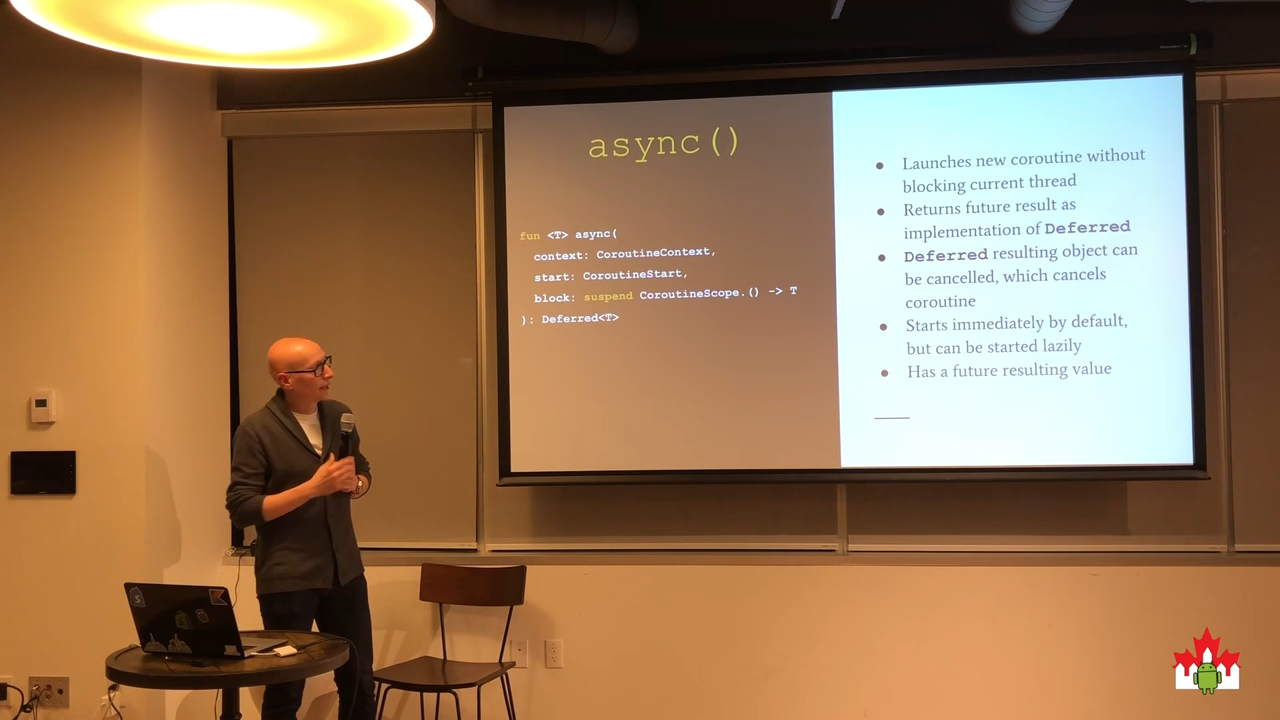 async()
fun <T> async(
context: CoroutineContext,
start: CoroutineStart,
block: suspend CoroutineScope.() -> T
): Deferred<T>
● Launches new coroutine without
blocking current thread
● Returns future result as
implementation of Deferred
● Deferred resulting object can
be cancelled, which cancels
coroutine
● Starts immediately by default,
but can be started lazily
● Has a future resulting value